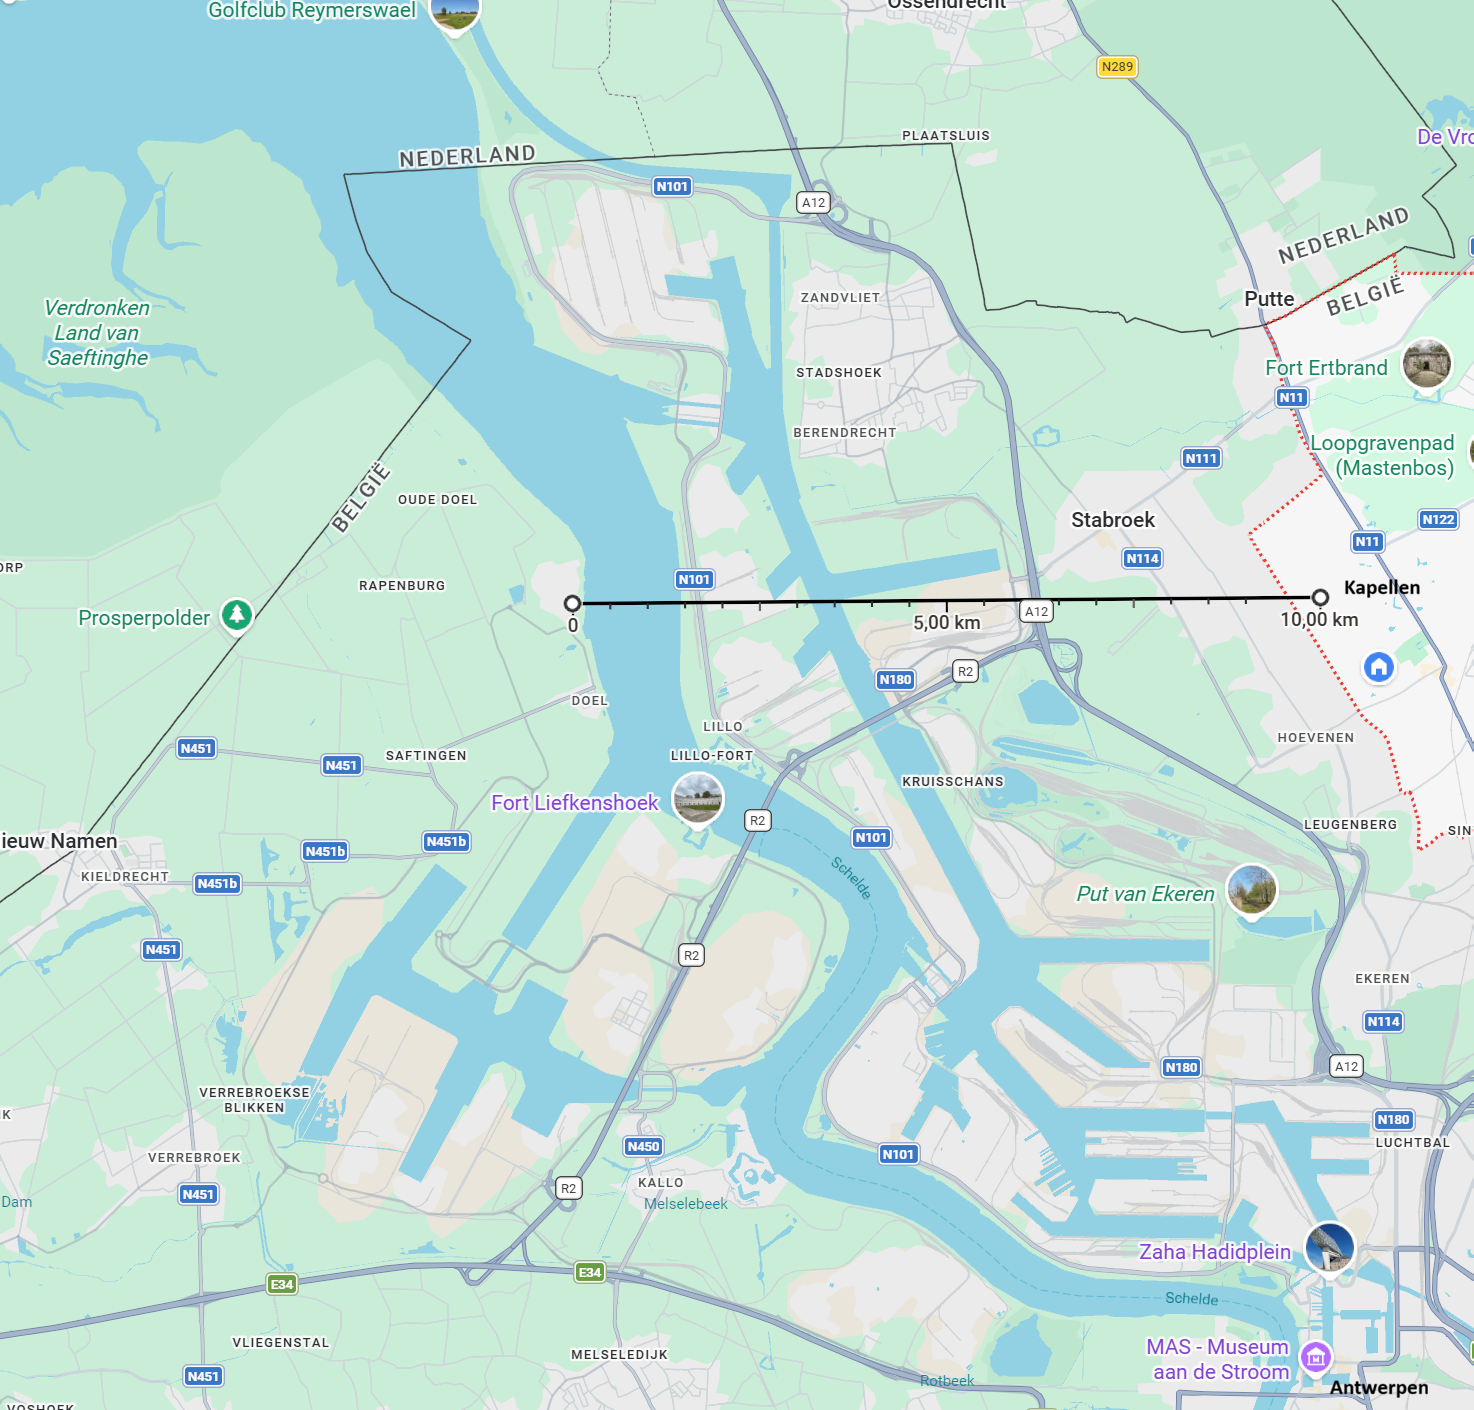 Golfclub Reymerswael
Ossendrecht
N289
PLAATSLUIS
De Vro
NEDERLAND
N101
A12
NEDERLAND
BELGIË
Putte
ZANDVLIET
Verdronken
Land van
Saeftinghe
STADSHOEK
Fort Ertbrand
N11
BERENDRECHT
Loopgravenpad
(Mastenbos)
N111
BELGIË
OUDE DOEL
Stabroek
N122
N11
N114
ORP
RAPENBURG
N101
Kapellen
Prosperpolder
0
5,00 km
A12
10,00 km
R2
N180
DOEL
LILLO
HOEVENEN
N451
N451
SAFTINGEN
LILLO-FORT
KRUISSCHANS
Fort Liefkenshoek
R2
LEUGENBERG
SIN
ieuw Namen
N451b
N451b
N101
KIELDRECHT
N451b
Schelde
Put van Ekeren
N451
R2
EKEREN
N114
N180
A12
VERREBROEKSE
BLIKKEN
K
N180
LUCHTBAL
N450
N101
VERREBROEK
KALLO
N451
R2
Dam
Melselebeek
Zaha Hadidplein
E34
E34
Schelde
VLIEGENSTAL
MELSELEDIJK
MAS - Museum
aan de Stroom
N451
Rotbeek
Antwerpen
VOSHOEK